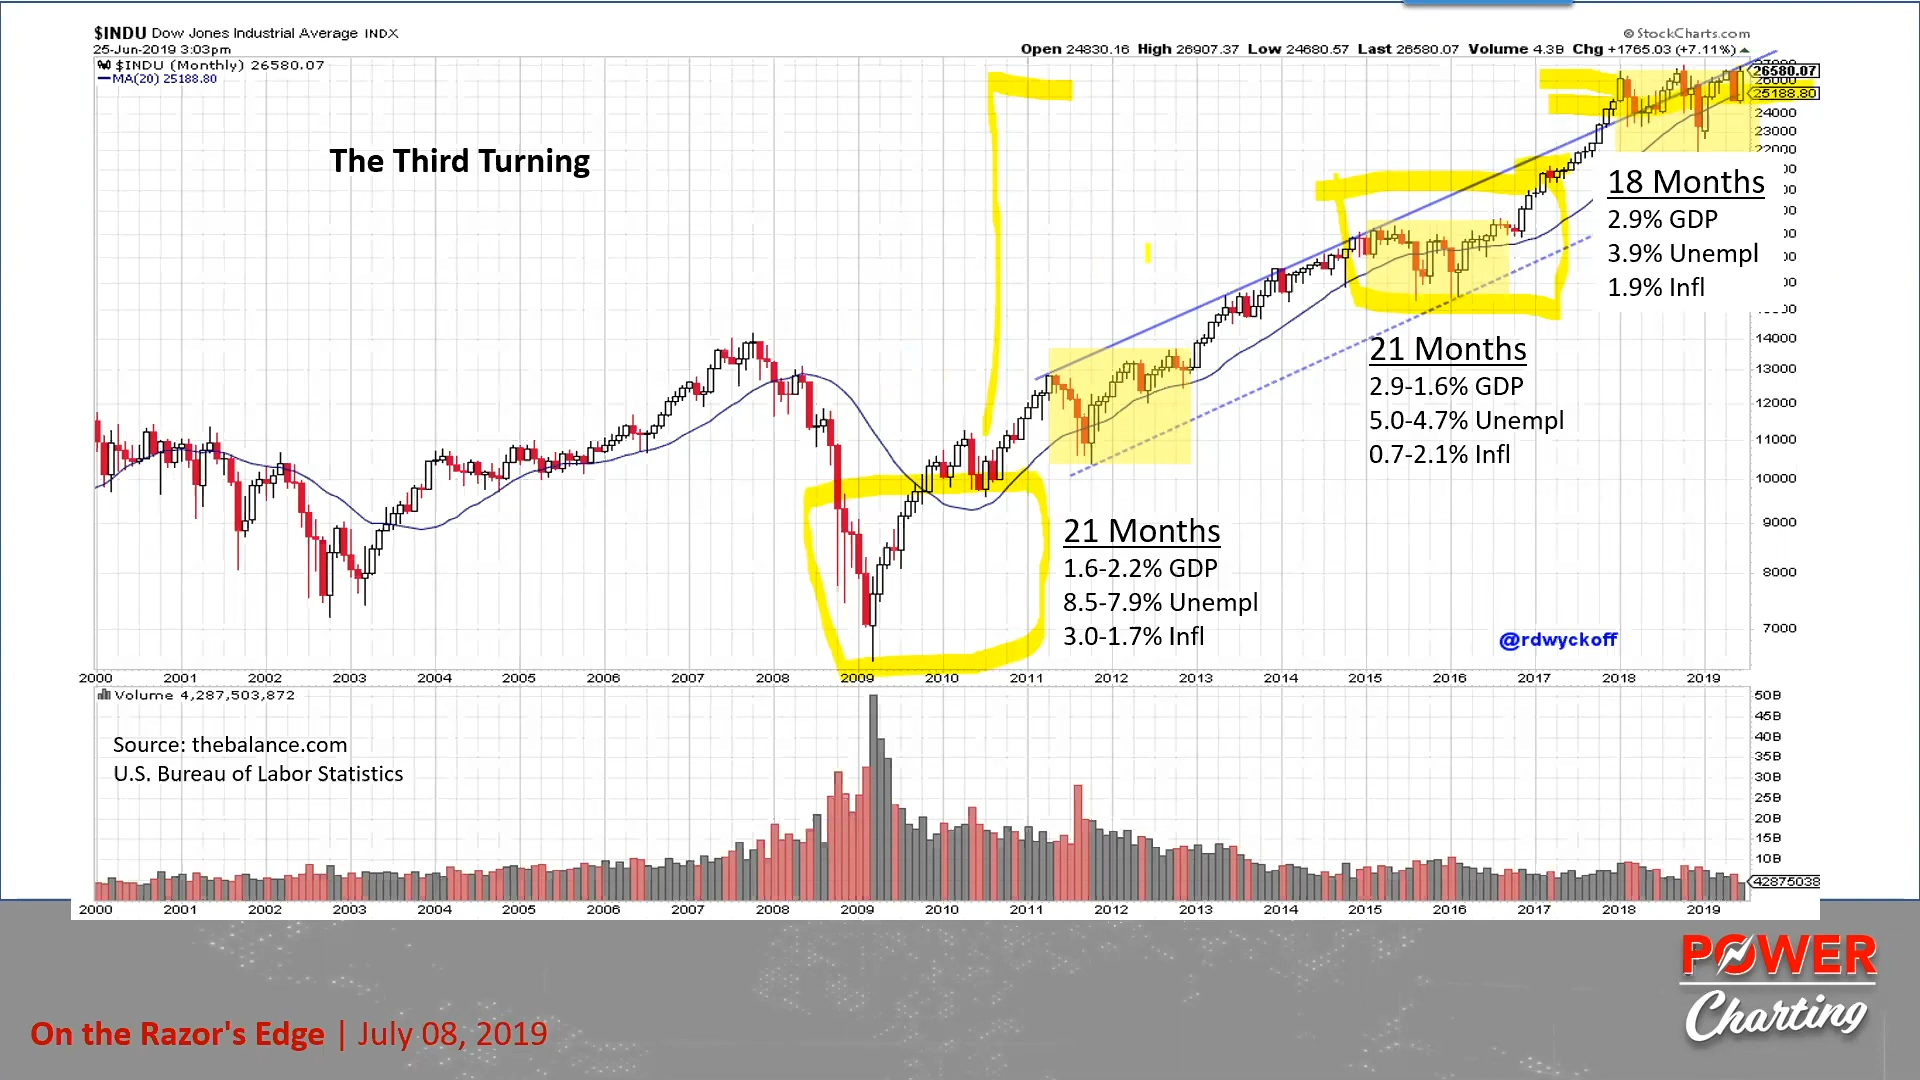 $INDU Dow Jones Industrial Average INDX
© StockCharts.com
25-Jun-2019 3:03pm
Open 24830.16 High 26907.37 Low 24680.57 Last 26580.07 Volume 4.3B Chg +1765.03 (+7.11%)
$INDU (Monthly) 26580.07
MA(20) 25188.80
The Third Turning
26580.07
25188.80
24000
23000
22000
18 Months
2.9% GDP
3.9% Unempl
1.9% Infl
21 Months
2.9-1.6% GDP
5.0-4.7% Unempl
0.7-2.1% Infl
14000
13000
12000
11000
10000
9000
8000
7000
21 Months
1.6-2.2% GDP
8.5-7.9% Unempl
3.0-1.7% Infl
@rdwyckoff
2000 2001 2002 2003 2004 2005 2006 2007 2008 2009 2010 2011 2012 2013 2014 2015 2016 2017 2018 2019
Volume 4,287,503,872
50B
45B
40B
35B
30B
25B
20B
15B
10B
42875038
Source: thebalance.com
U.S. Bureau of Labor Statistics
2000 2001 2002 2003 2004 2005 2006 2007 2008 2009 2010 2011 2012 2013 2014 2015 2016 2017 2018 2019
POWER
Charting
On the Razor's Edge | July 08, 2019